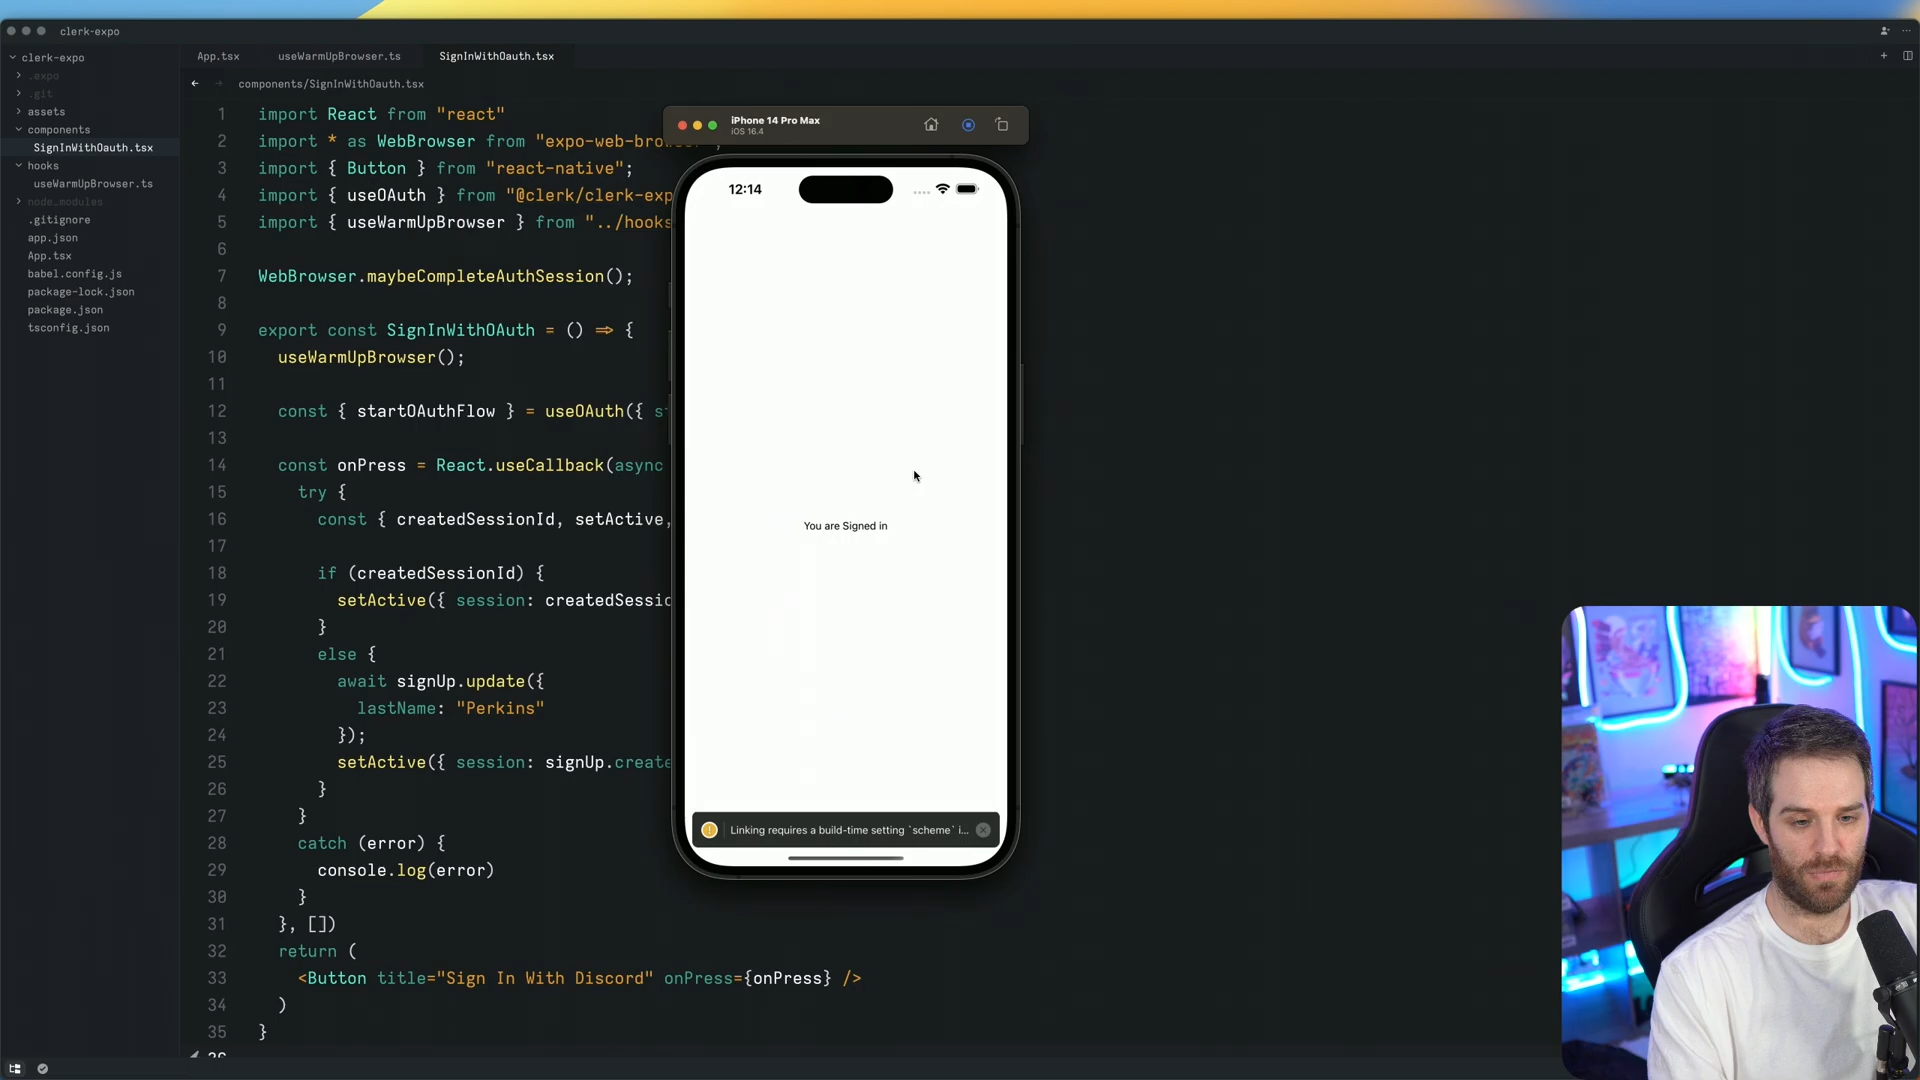 clerk-expo
clerk-expo
.expo
.git
assets
components
SignInWithOauth.tsx
hooks
useWarmUpBrowser.ts
node_modules
.gitignore
app.json
App.tsx
babel.config.js
package-lock.json
package.json
tsconfig.json
App.tsx
useWarmUpBrowser.ts
SignInWithOauth.tsx
components/SignInWithOauth.tsx
1 import React from "react"
2 import * as WebBrowser from "expo-web-browser";
3 import { Button } from "react-native";
4 import { useOAuth } from "@clerk/clerk-exp
5 import { useWarmUpBrowser } from "../hooks
6
7 WebBrowser.maybeCompleteAuthSession();
8
9 export const SignInWithOAuth = () => {
10 useWarmUpBrowser();
11
12 const { startOAuthFlow } = useOAuth({ st
13
14 const onPress = React.useCallback(async
15 try {
16 const { createdSessionId, setActive,
17
18 if (createdSessionId) {
19 setActive({ session: createdSessio
20 }
21 else {
22 await signUp.update({
23 lastName: "Perkins"
24 });
25 setActive({ session: signUp.create
26 }
27 }
28 catch (error) {
29 console.log(error)
30 }
31 }, [])
32 return (
33 <Button title="Sign In With Discord" onPress={onPress} />
34 )
35 }
36
iPhone 14 Pro Max
iOS 16.4
12:14
You are Signed in
Linking requires a build-time setting `scheme` i...